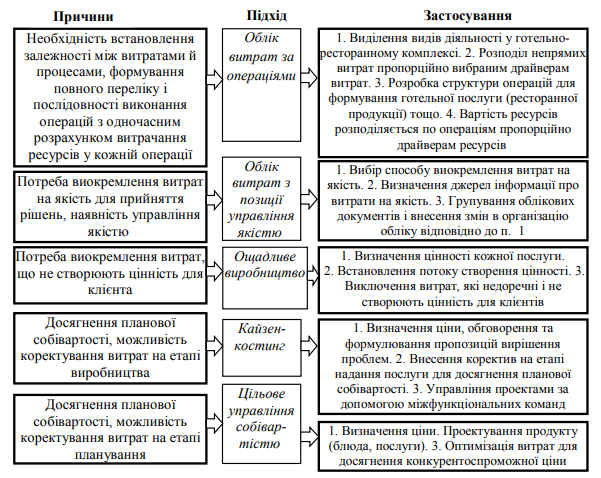 Причини
Підхід
Застосування
Необхідність встановлення
залежності між витратами й
процесами, формування
повного переліку і
послідовності виконання
операцій з одночасним
розрахунком витрачання
ресурсів у кожній операції
Облік
витрат за
операціями
1. Виділення видів діяльності у готельно-
ресторанному комплексі. 2. Розподіл непрямих
витрат пропорційно вибраним драйверам
витрат. 3. Розробка структури операцій для
формування готельної послуги (ресторанної
продукції) тощо. 4. Вартість ресурсів
розподіляється по операціям пропорційно
драйверам ресурсів
Потреба виокремлення витрат
на якість для прийняття
рішень, наявність управління
якістю
Облік
витрат з
позиції
управління
якістю
1. Вибір способу виокремлення витрат на
якість. 2. Визначення джерел інформації про
витрати на якість. 3. Групування облікових
документів і внесення змін в організацію
обліку відповідно до п. 1
Потреба виокремлення витрат,
що не створюють цінність для
клієнта
Ощадливе
виробництво
1. Визначення цінності кожної послуги.
2. Встановлення потоку створення цінності. 3.
Виключення витрат, які недоречні і не
створюють цінність для клієнтів
Досягнення планової
собівартості, можливість
коректування витрат на етапі
виробництва
Кайзен-
костинг
1. Визначення ціни, обговорення та
формулювання пропозицій вирішення
проблем. 2. Внесення коректив на етапі
надання послуги для досягнення планової
собівартості. 3. Управління проектами за
допомогою міжфункціональних команд
Досягнення планової
собівартості, можливість
коректування витрат на етапі
планування
Цільове
управління
собівар-
тістю
1. Визначення ціни. Проектування продукту
(блюда, послуги). 3. Оптимізація витрат для
досягнення конкурентоспроможної ціни